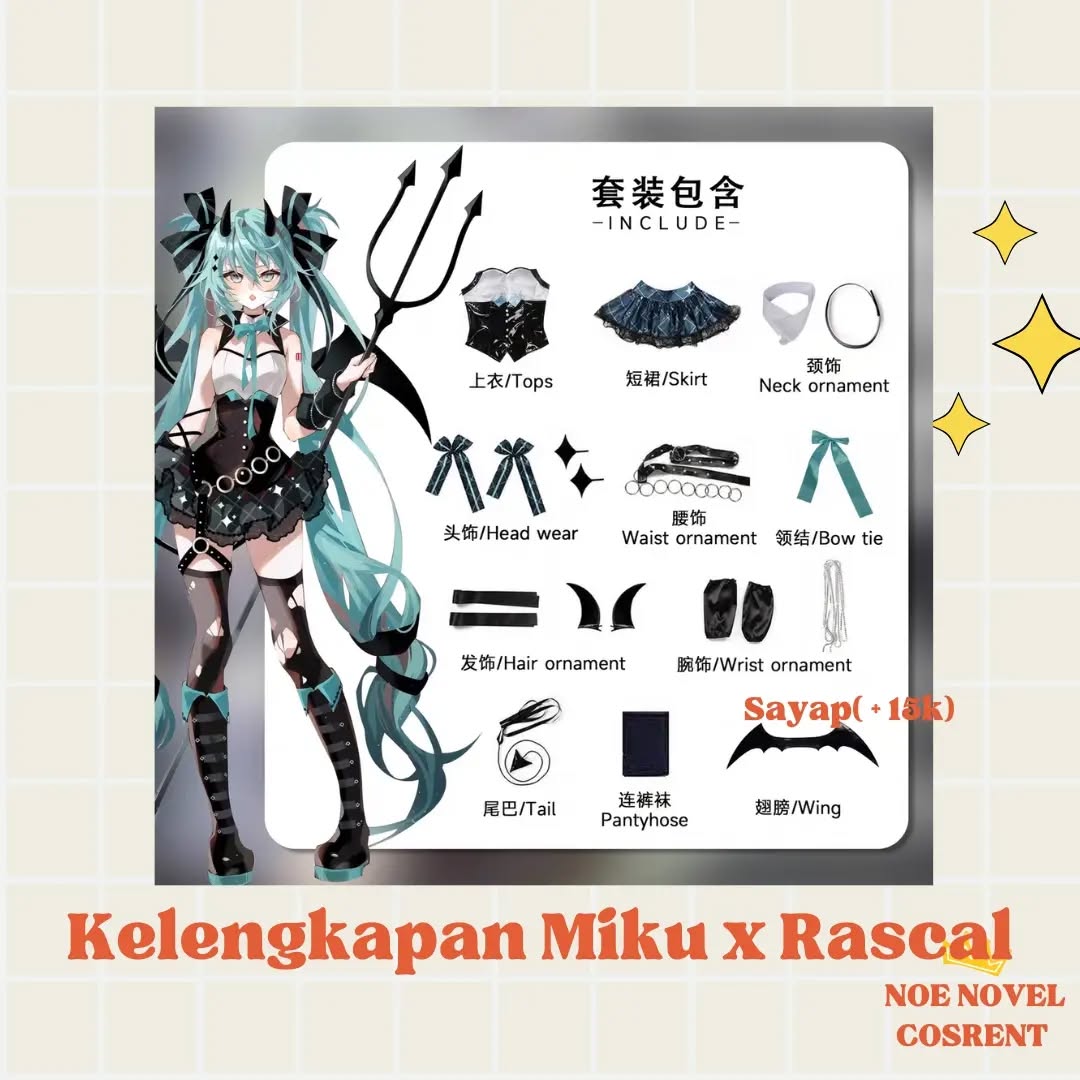 套装包含
-INCLUDE-
上衣/Tops
短裙/Skirt
颈饰
Neck ornament
头饰/Head wear
腰饰
Waist ornament
领结/Bow tie
发饰/Hair ornament
腕饰/Wrist ornament
Sayap( + 15k)
尾巴/Tail
连裤袜
Pantyhose
翅膀/Wing
Kelengkapan Miku x Rascal
NOE NOVEL
COSRENT